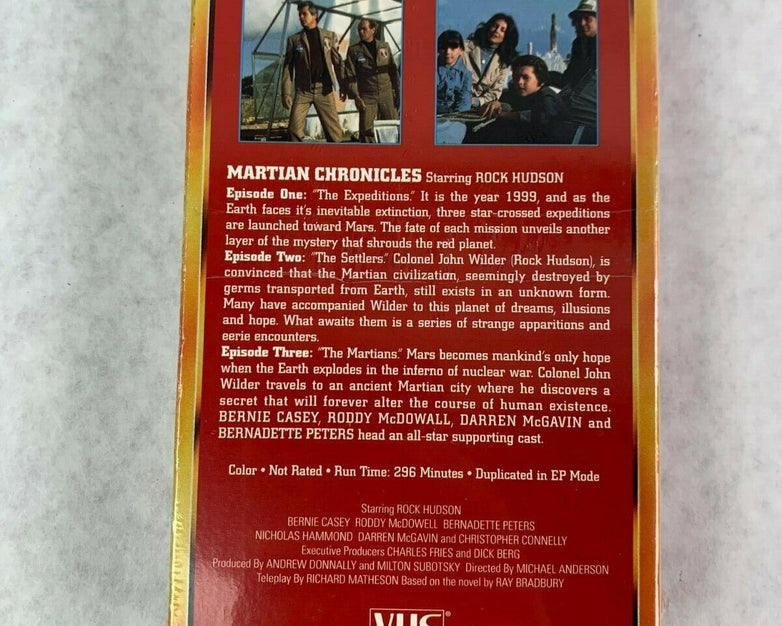 MARTIAN CHRONICLES Starring ROCK HUDSON
Episode One: "The Expeditions." It is the year 1999, and as the
Earth faces it's inevitable extinction, three star-crossed expeditions
are launched toward Mars. The fate of each mission unveils another
layer of the mystery that shrouds the red planet.
Episode Two: "The Settlers." Colonel John Wilder (Rock Hudson), is
convinced that the Martian civilization, seemingly destroyed by
germs transported from Earth, still exists in an unknown form.
Many have accompanied Wilder to this planet of dreams, illusions
and hope. What awaits them is a series of strange apparitions and
eerie encounters.
Episode Three: "The Martians." Mars becomes mankind's only hope
when the Earth explodes in the inferno of nuclear war. Colonel John
Wilder travels to an ancient Martian city where he discovers a
secret that will forever alter the course of human existence.
BERNIE CASEY, RODDY McDOWALL, DARREN McGAVIN and
BERNADETTE PETERS head an all-star supporting cast.
Color • Not Rated • Run Time: 296 Minutes • Duplicated in EP Mode
Starring ROCK HUDSON
BERNIE CASEY RODDY McDOWELL BERNADETTE PETERS
NICHOLAS HAMMOND DARREN McGAVIN and CHRISTOPHER CONNELLY
Executive Producers CHARLES FRIES and DICK BERG
Produced By ANDREW DONNALLY and MILTON SUBOTSKY Directed By MICHAEL ANDERSON
Teleplay By RICHARD MATHESON Based on the novel by RAY BRADBURY
VHS®